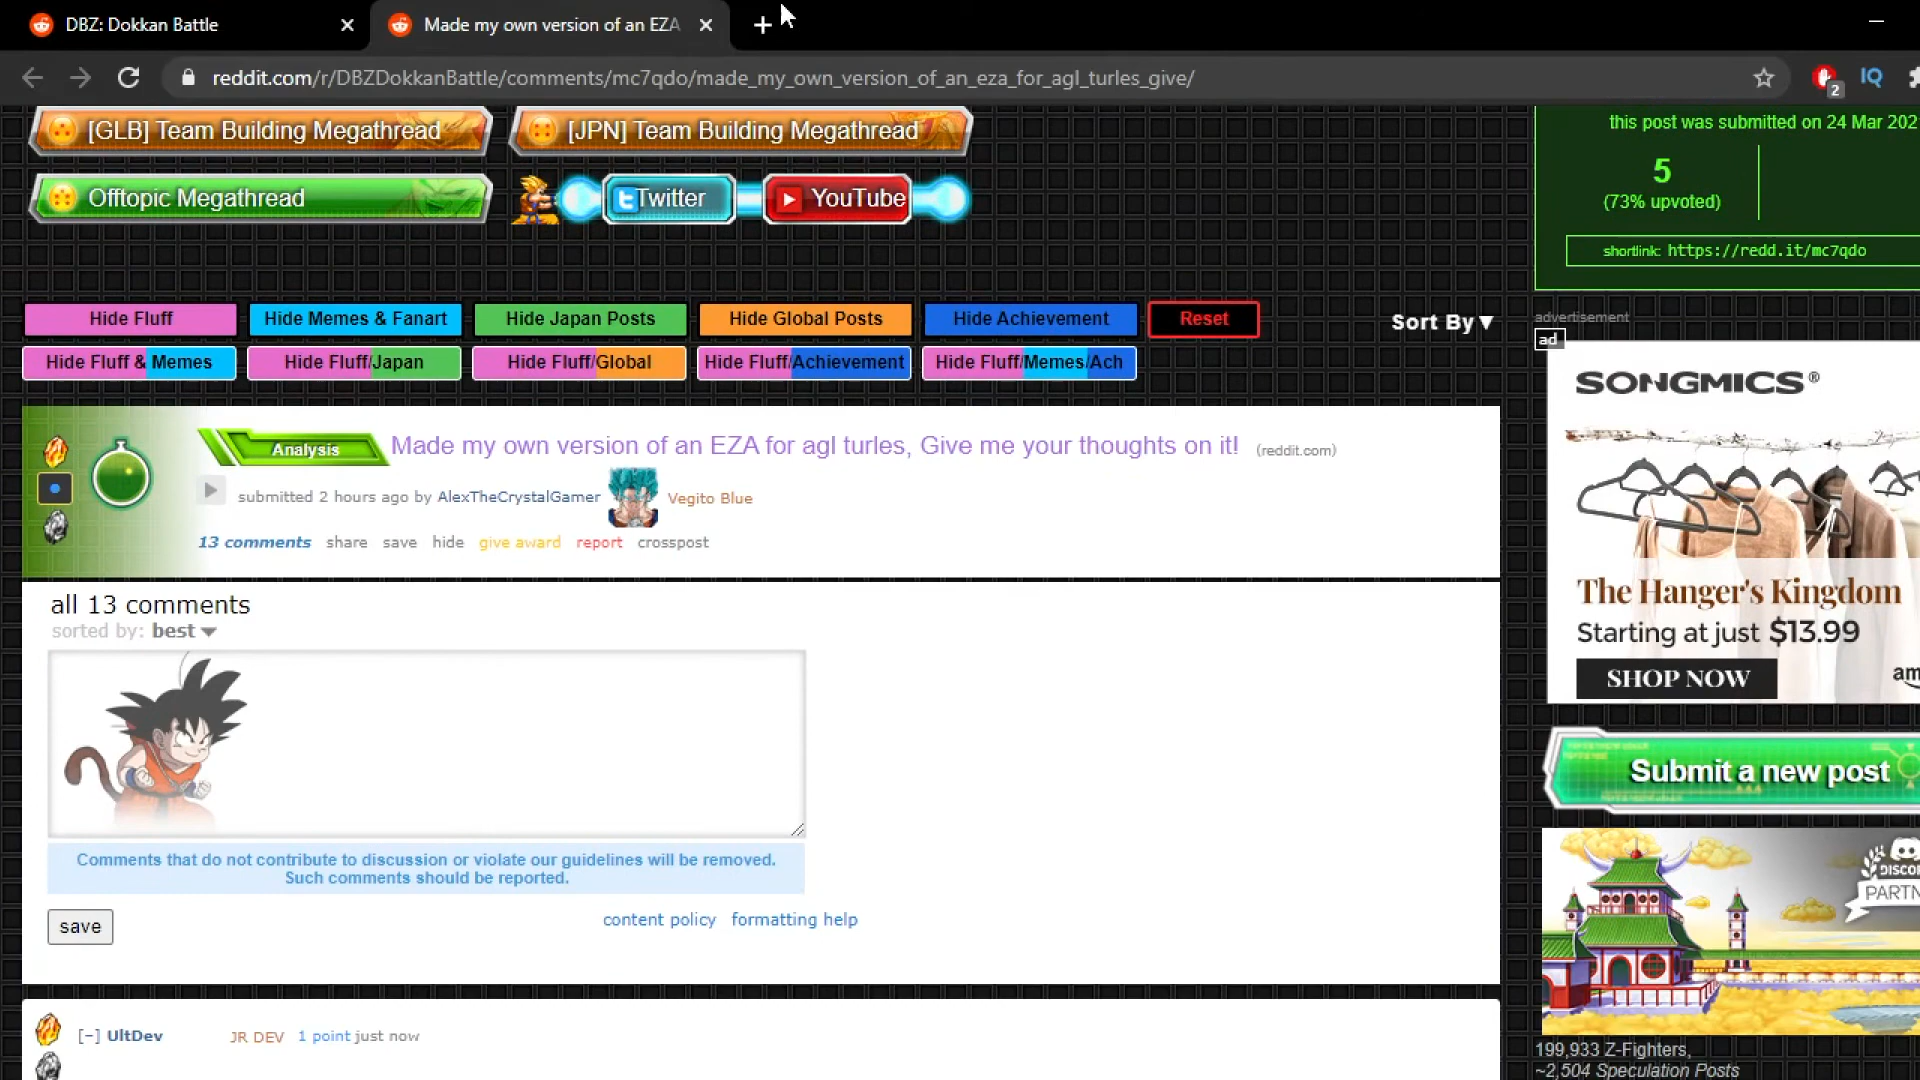 DBZ: Dokkan Battle
Made my own version of an EZA
reddit.com/r/DBZDokkanBattle/comments/mc7qdo/made_my_own_version_of_an_eza_for_agl_turles_give/
2
IQ
[GLB] Team Building Megathread
[JPN] Team Building Megathread
Offtopic Megathread
Twitter
YouTube
this post was submitted on 24 Mar 202
5
(73% upvoted)
shortlink: https://redd.it/mc7qdo
Hide Fluff
Hide Memes & Fanart
Hide Japan Posts
Hide Global Posts
Hide Achievement
Reset
Sort By▼
Hide Fluff & Memes
Hide Fluff/Japan
Hide Fluff/Global
Hide Fluff/Achievement
Hide Fluff/Memes/Ach
advertisement
ad
SONGMICS®
The Hanger's Kingdom
Starting at just $13.99
SHOP NOW
am
Analysis
Made my own version of an EZA for agl turles, Give me your thoughts on it! (reddit.com)
submitted 2 hours ago by AlexTheCrystalGamer Vegito Blue
13 comments share save hide give award report crosspost
all 13 comments
sorted by: best
Comments that do not contribute to discussion or violate our guidelines will be removed.
Such comments should be reported.
save
content policy formatting help
Submit a new post
DISCO
PARTN
199,933 Z-Fighters,
~2,504 Speculation Posts
[–] UltDev JR DEV 1 point just now